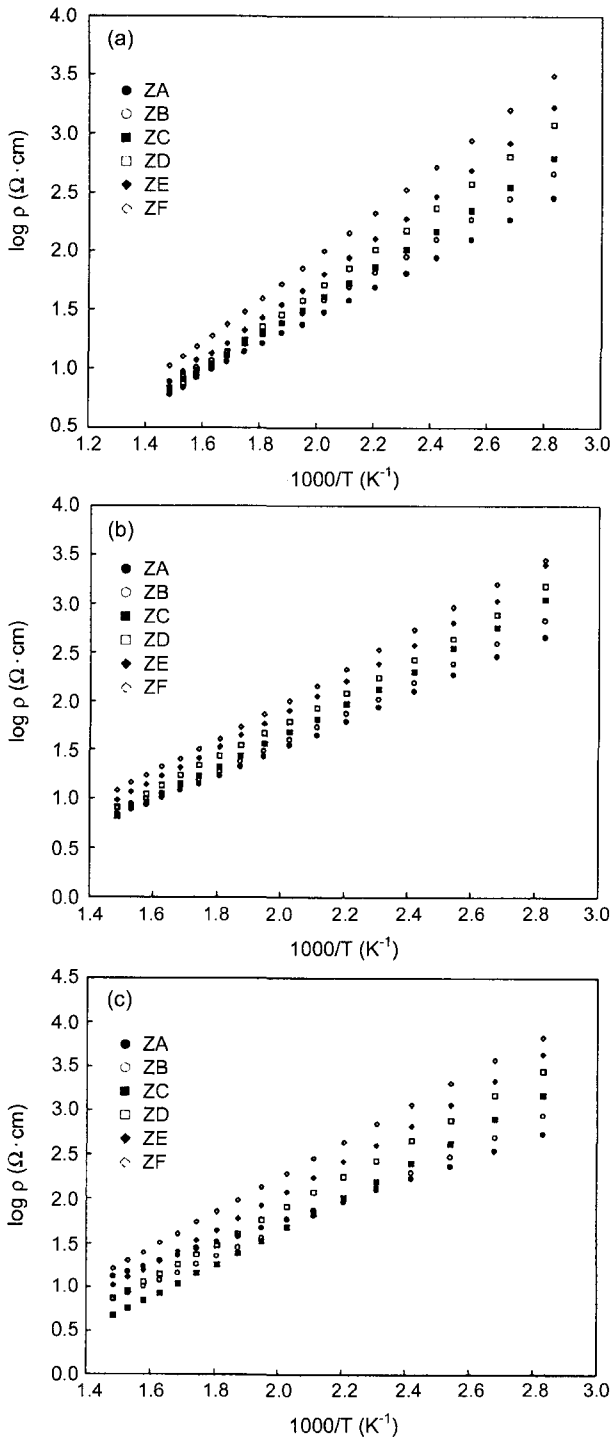 (a)
ZA
ZB
ZC
ZD
ZE
ZF
4.0
3.5
3.0
2.5
2.0
1.5
1.0
0.5
log ρ (Ω·cm)
1.2 1.4 1.6 1.8 2.0 2.2 2.4 2.6 2.8 3.0
1000/T (K⁻¹)
(b)
ZA
ZB
ZC
ZD
ZE
ZF
4.0
3.5
3.0
2.5
2.0
1.5
1.0
0.5
0.0
log ρ (Ω·cm)
1.4 1.6 1.8 2.0 2.2 2.4 2.6 2.8 3.0
1000/T (K⁻¹)
(c)
ZA
ZB
ZC
ZD
ZE
ZF
4.5
4.0
3.5
3.0
2.5
2.0
1.5
1.0
0.5
0.0
log ρ (Ω·cm)
1.4 1.6 1.8 2.0 2.2 2.4 2.6 2.8 3.0
1000/T (K⁻¹)